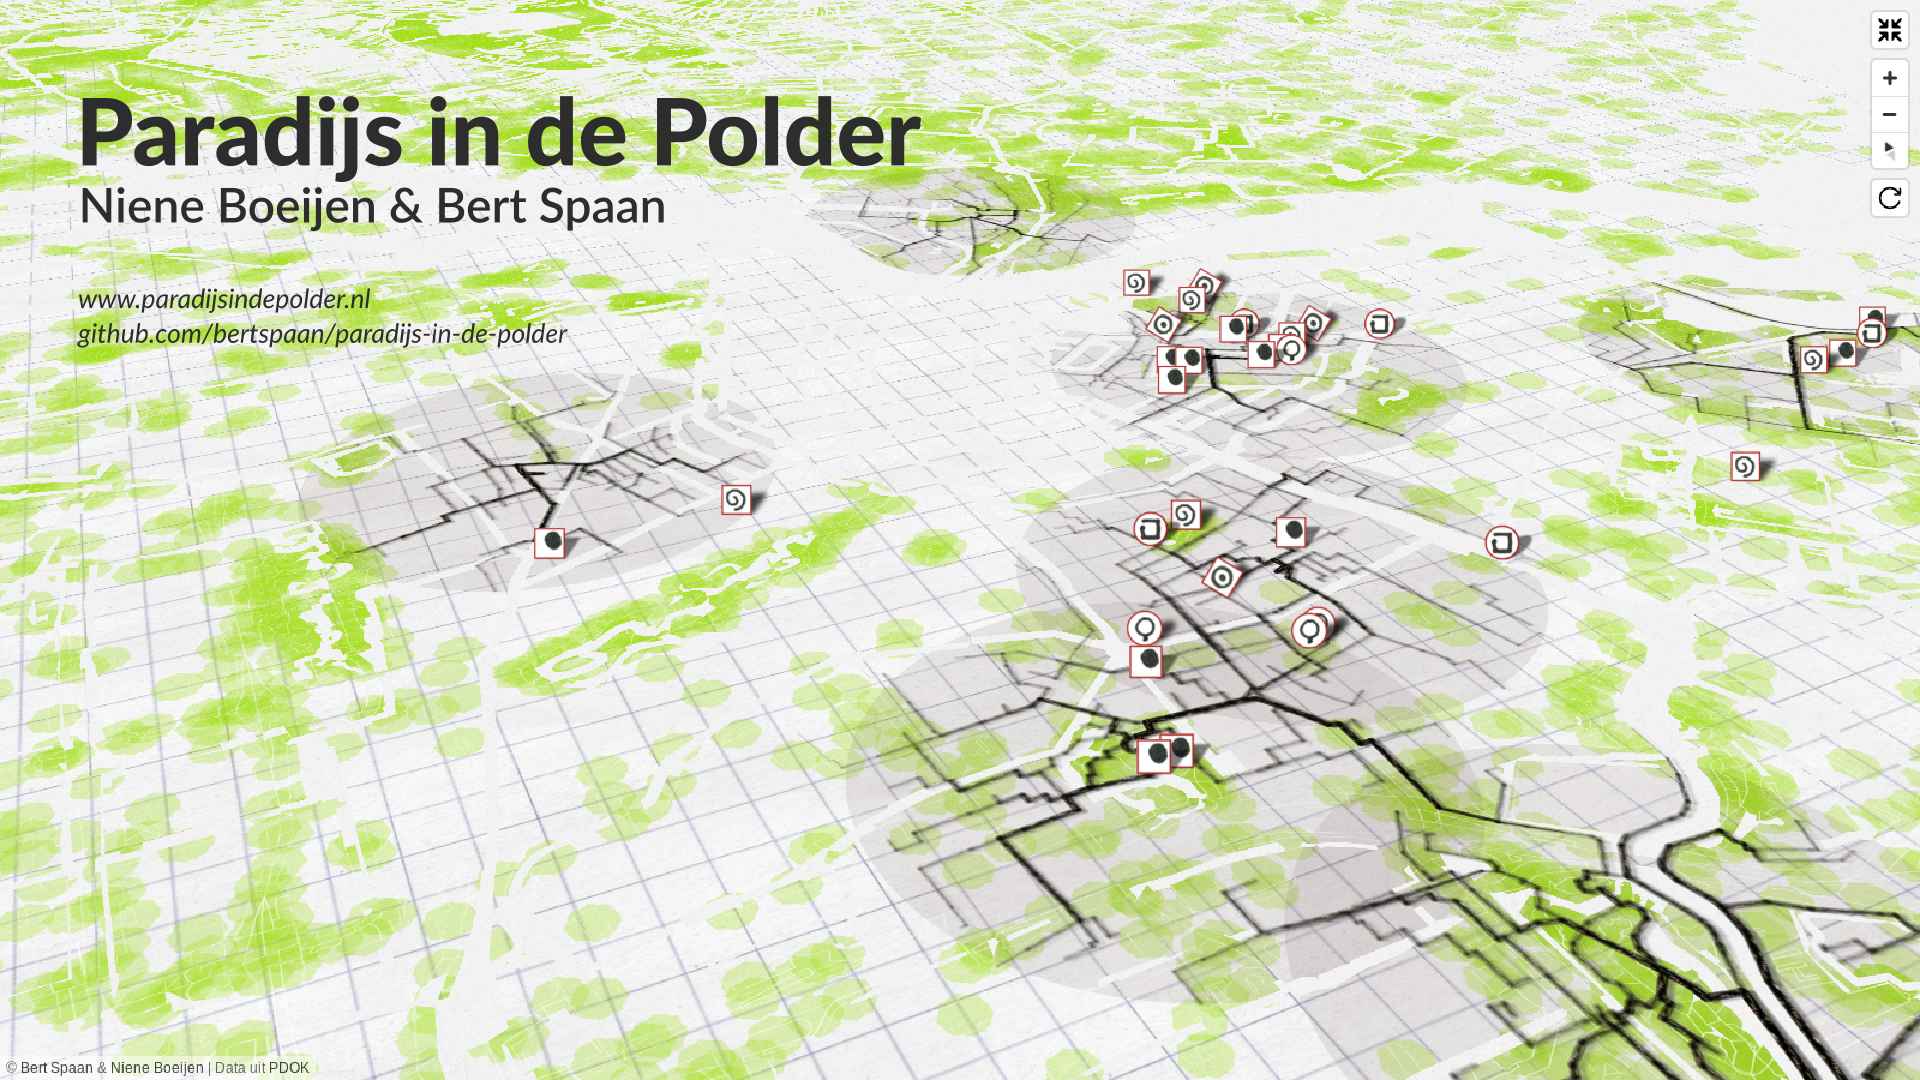 Paradijs in de Polder
Niene Boeijen & Bert Spaan
www.paradijsindepolder.nl
github.com/bertspaan/paradijs-in-de-polder
© Bert Spaan & Niene Boeijen | Data uit PDOK